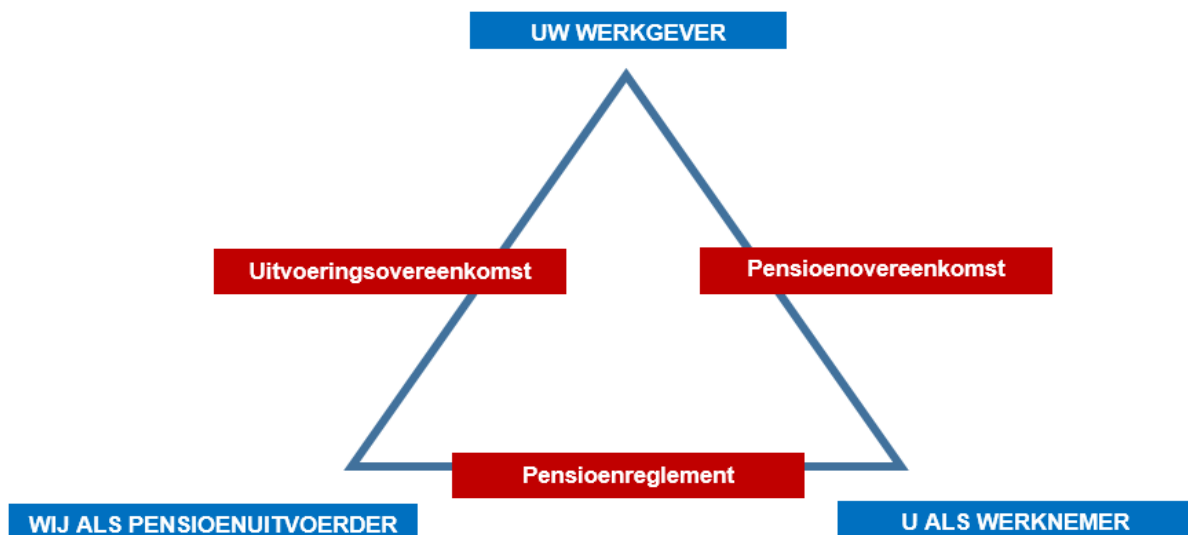 UW WERKGEVER
Uitvoeringsovereenkomst
Pensioenovereenkomst
Pensioenreglement
WIJ ALS PENSIOENUITVOERDER
U ALS WERKNEMER